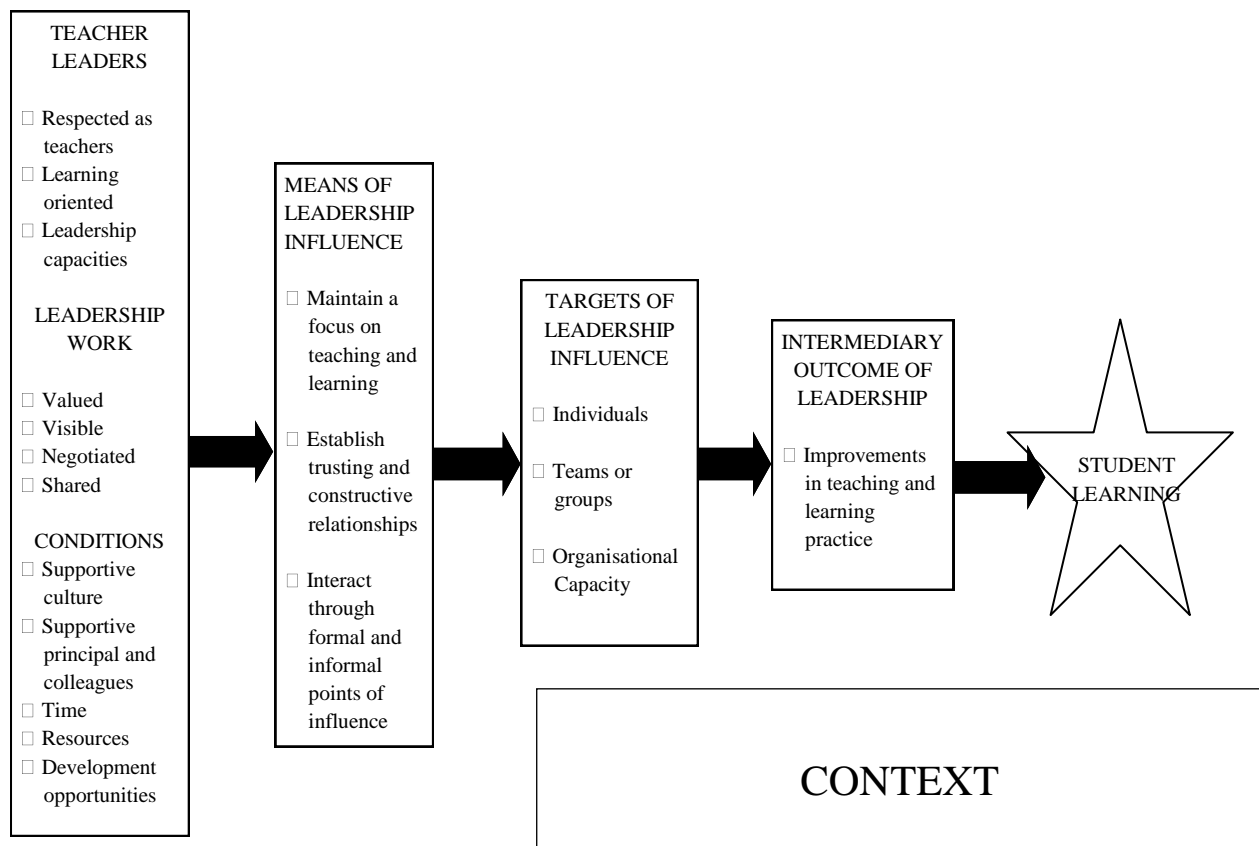 TEACHER
LEADERS
□ Respected as
teachers
□ Learning
oriented
□ Leadership
capacities
LEADERSHIP
WORK
□ Valued
□ Visible
□ Negotiated
□ Shared
CONDITIONS
□ Supportive
culture
□ Supportive
principal and
colleagues
□ Time
□ Resources
□ Development
opportunities
MEANS OF
LEADERSHIP
INFLUENCE
□ Maintain a
focus on
teaching and
learning
□ Establish
trusting and
constructive
relationships
□ Interact
through
formal and
informal
points of
influence
TARGETS OF
LEADERSHIP
INFLUENCE
□ Individuals
□ Teams or
groups
□ Organisational
Capacity
INTERMEDIARY
OUTCOME OF
LEADERSHIP
□ Improvements
in teaching and
learning
practice
STUDENT
LEARNING
CONTEXT